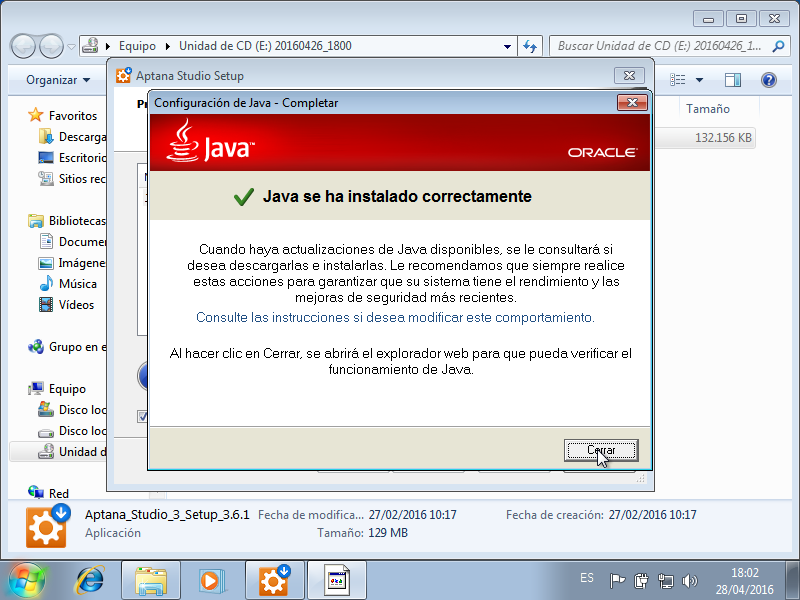 Equipo
Unidad de CD (E:) 20160426_1800
Buscar Unidad de CD (E:) 20160426_1...
Organizar
Aptana Studio Setup
Tamaño
132.156 KB
Favoritos
Descarga
Escritorio
Sitios rec
Bibliotecas
Documen
Imágene
Música
Vídeos
Grupo en e
Equipo
Disco loc
Disco loc
Unidad d
Red
Configuración de Java - Completar
Java™
ORACLE
Java se ha instalado correctamente
Cuando haya actualizaciones de Java disponibles, se le consultará si
desea descargarlas e instalarlas. Le recomendamos que siempre realice
estas acciones para garantizar que su sistema tiene el rendimiento y las
mejoras de seguridad más recientes.
Consulte las instrucciones si desea modificar este comportamiento.
Al hacer clic en Cerrar, se abrirá el explorador web para que pueda verificar el
funcionamiento de Java.
Cerrar
Aptana_Studio_3_Setup_3.6.1 Fecha de modifica... 27/02/2016 10:17 Fecha de creación: 27/02/2016 10:17
Aplicación Tamaño: 129 MB
ES
18:02
28/04/2016